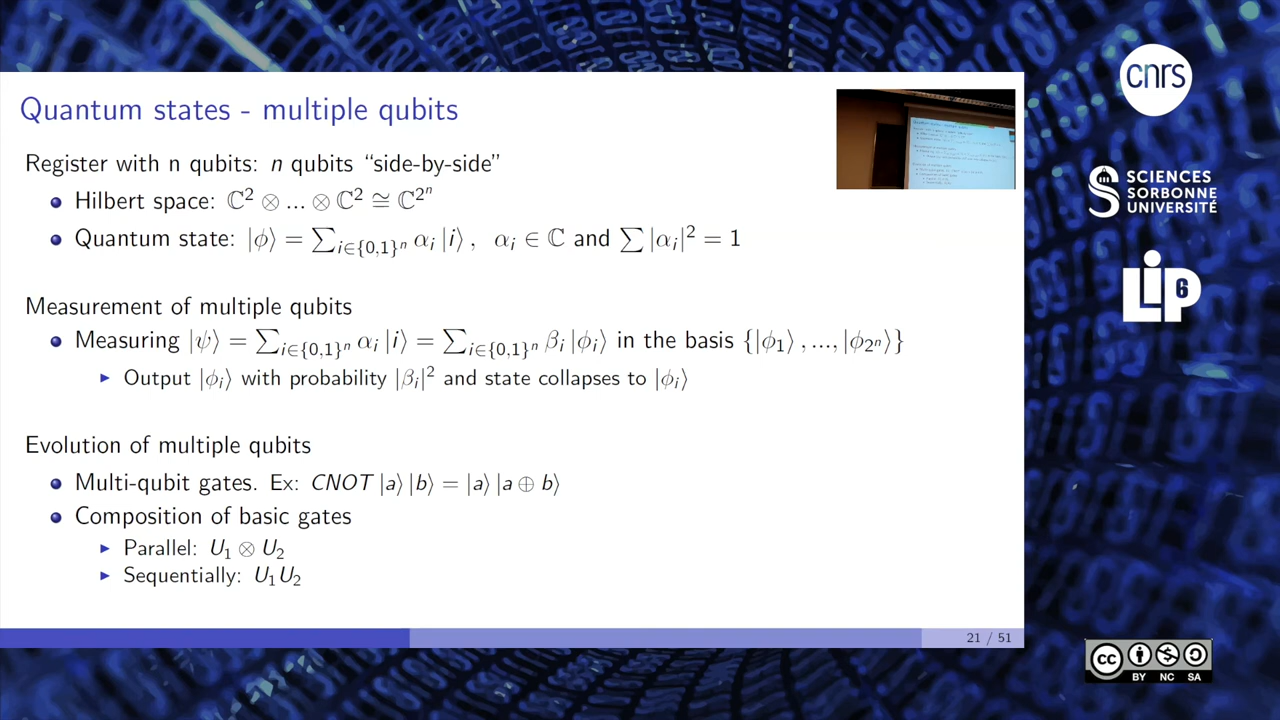 Quantum states - multiple qubits
Register with n qubits: n qubits “side-by-side”
Hilbert space: ℂ² ⊗ ... ⊗ ℂ² ≅ ℂ^{2^n}
Quantum state: |ϕ⟩ = ∑_{i∈{0,1}^n} α_i |i⟩ , α_i ∈ ℂ and ∑ |α_i|² = 1
Measurement of multiple qubits
Measuring |ψ⟩ = ∑_{i∈{0,1}^n} α_i |i⟩ = ∑_{i∈{0,1}^n} β_i |ϕ_i⟩ in the basis {|ϕ_1⟩ , ..., |ϕ_{2^n}⟩}
Output |ϕ_i⟩ with probability |β_i|² and state collapses to |ϕ_i⟩
Evolution of multiple qubits
Multi-qubit gates. Ex: CNOT |a⟩ |b⟩ = |a⟩ |a ⊕ b⟩
Composition of basic gates
Parallel: U_1 ⊗ U_2
Sequentially: U_1 U_2
21 / 51
cnrs
SCIENCES
SORBONNE
UNIVERSITÉ
LIP6
cc
BY NC SA